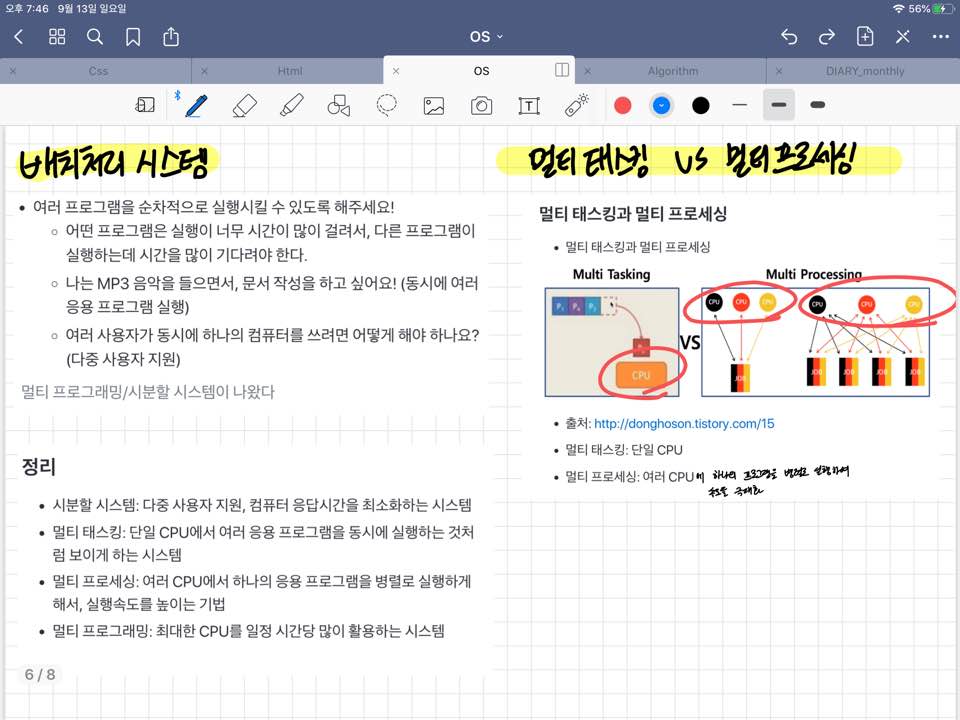 오후 7:46 9월 13일 일요일
56%
OS
Css
Html
OS
Algorithm
DIARY_monthly
배치처리 시스템
여러 프로그램을 순차적으로 실행시킬 수 있도록 해주세요!
어떤 프로그램은 실행이 너무 시간이 많이 걸려서, 다른 프로그램이
실행하는데 시간을 많이 기다려야 한다.
나는 MP3 음악을 들으면서, 문서 작성을 하고 싶어요! (동시에 여러
응용 프로그램 실행)
여러 사용자가 동시에 하나의 컴퓨터를 쓰려면 어떻게 해야 하나요?
(다중 사용자 지원)
멀티 프로그래밍/시분할 시스템이 나왔다
정리
시분할 시스템: 다중 사용자 지원, 컴퓨터 응답시간을 최소화하는 시스템
멀티 태스킹: 단일 CPU에서 여러 응용 프로그램을 동시에 실행하는 것처
럼 보이게 하는 시스템
멀티 프로세싱: 여러 CPU에서 하나의 응용 프로그램을 병렬로 실행하게
해서, 실행속도를 높이는 기법
멀티 프로그래밍: 최대한 CPU를 일정 시간당 많이 활용하는 시스템
6 / 8
멀티 태스킹 VS 멀티 프로세싱
멀티 태스킹과 멀티 프로세싱
멀티 태스킹과 멀티 프로세싱
Multi Tasking
Multi Processing
CPU
VS
CPU CPU CPU
JOB
CPU CPU CPU
JOB JOB JOB JOB
출처: http://donghoson.tistory.com/15
멀티 태스킹: 단일 CPU
멀티 프로세싱: 여러 CPU에 하나의 프로그램을 병렬로 실행하여
속도를 극대화